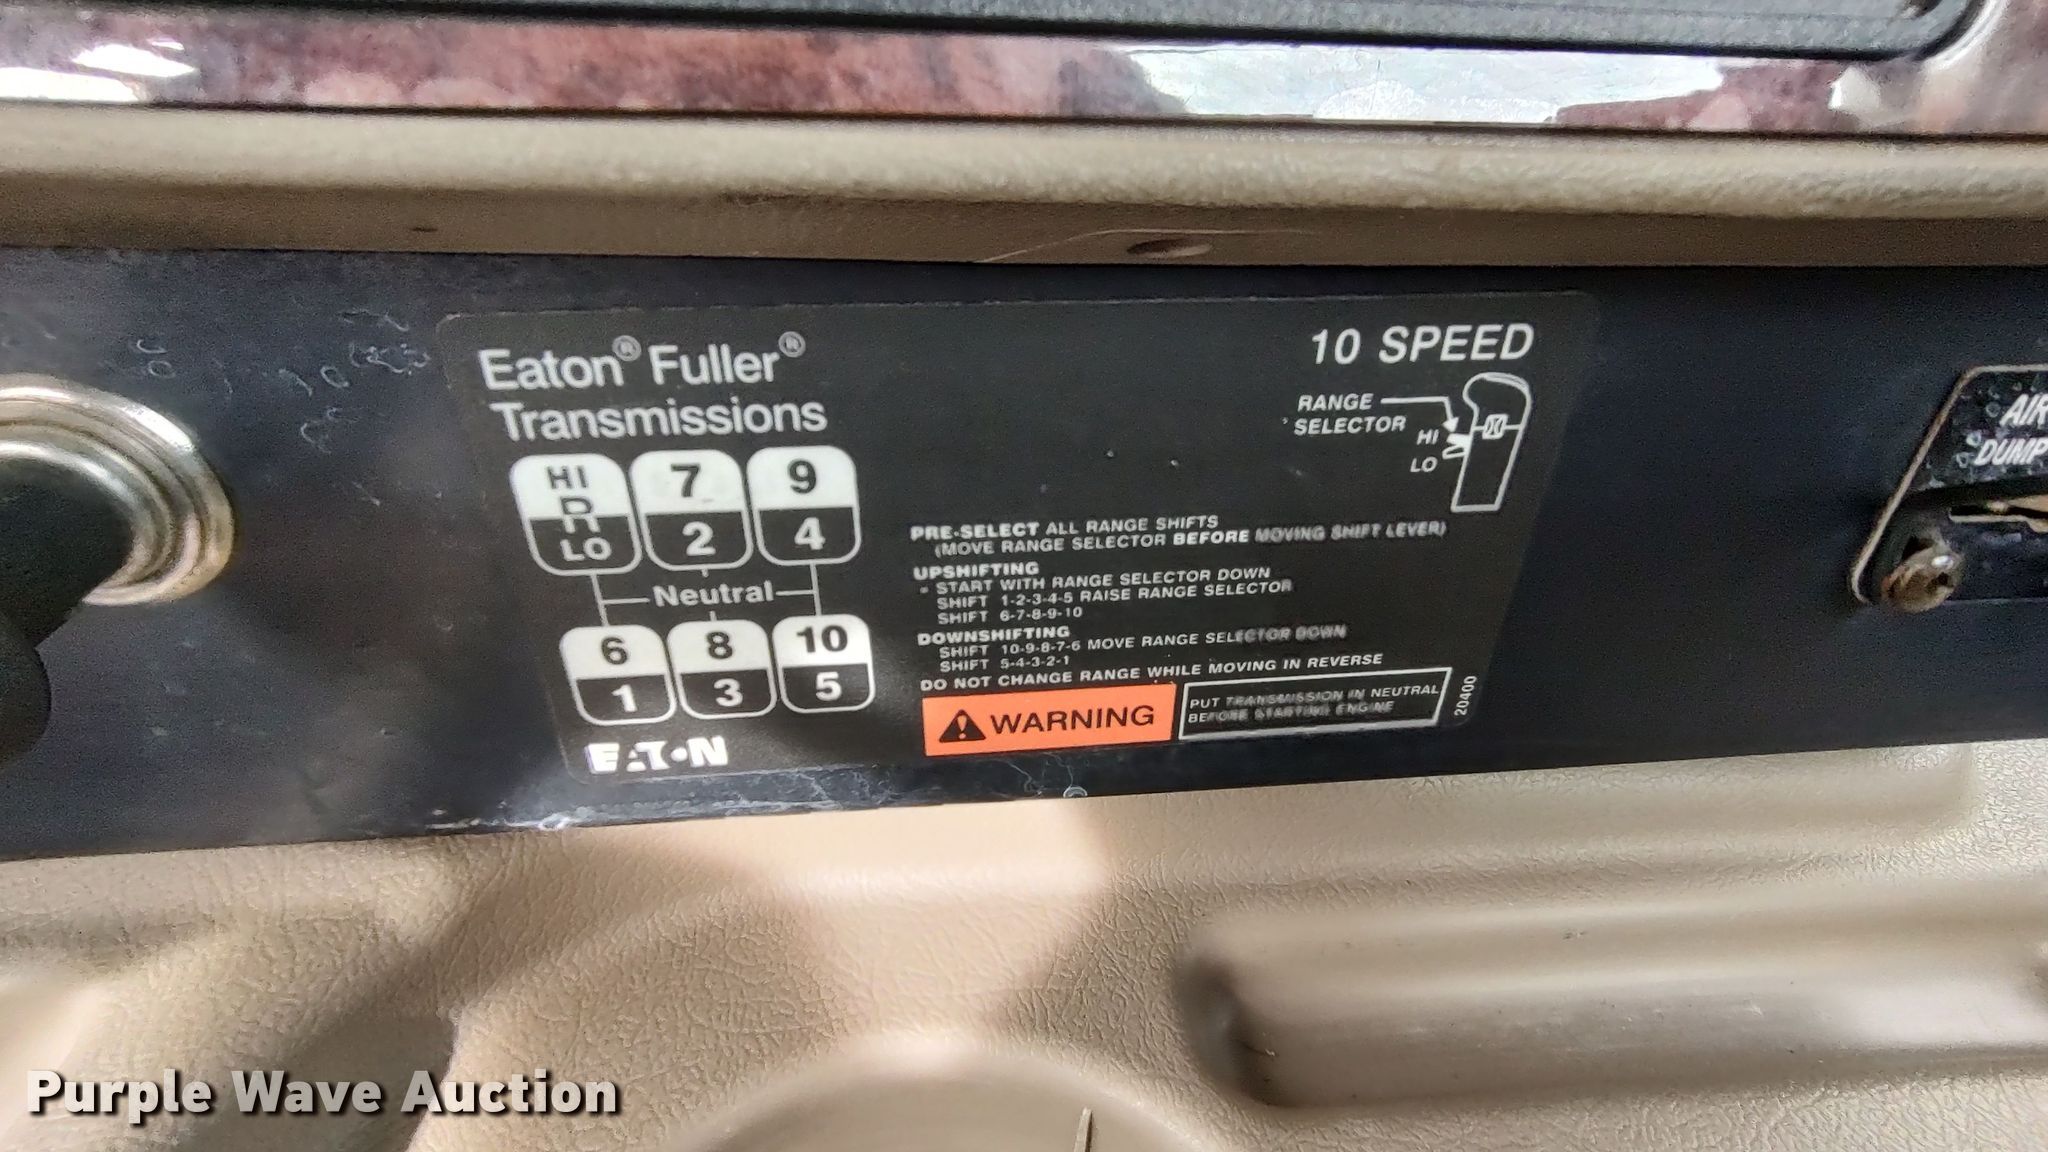 Eaton® Fuller®
Transmissions
10 SPEED
RANGE
SELECTOR
HI
LO
HI
R
LO
7
2
9
4
Neutral
6
1
8
3
10
5
EATON
PRE-SELECT ALL RANGE SHIFTS
(MOVE RANGE SELECTOR BEFORE MOVING SHIFT LEVER)
UPSHIFTING
- START WITH RANGE SELECTOR DOWN
SHIFT 1-2-3-4-5 RAISE RANGE SELECTOR
SHIFT 6-7-8-9-10
DOWNSHIFTING
SHIFT 10-9-8-7-6 MOVE RANGE SELECTOR DOWN
SHIFT 5-4-3-2-1
DO NOT CHANGE RANGE WHILE MOVING IN REVERSE
WARNING
PUT TRANSMISSION IN NEUTRAL
BEFORE STARTING ENGINE
20400
AIR
DUMP
Purple Wave Auction